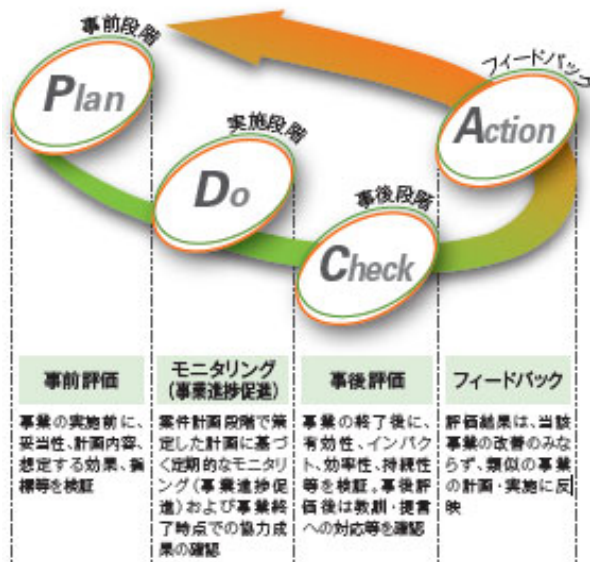 事前段階
Plan
実施段階
Do
事後段階
Check
フィードバック
Action
事前評価
事業の実施前に、
妥当性、計画内容、
想定する効果、指
標等を検証
モニタリング
(事業進捗促進)
案件計画段階で策
定した計画に基づ
く定期的なモニタリ
ング(事業進捗促
進)および事業終
了時点での協力成
果の確認
事後評価
事業の終了後に、
有効性、インパク
ト、効率性、持続性
等を検証。事後評
価後は教訓・提言
への対応等を確認
フィードバック
評価結果は、当該
事業の改善のみな
らず、類似の事業
の計画・実施に反
映